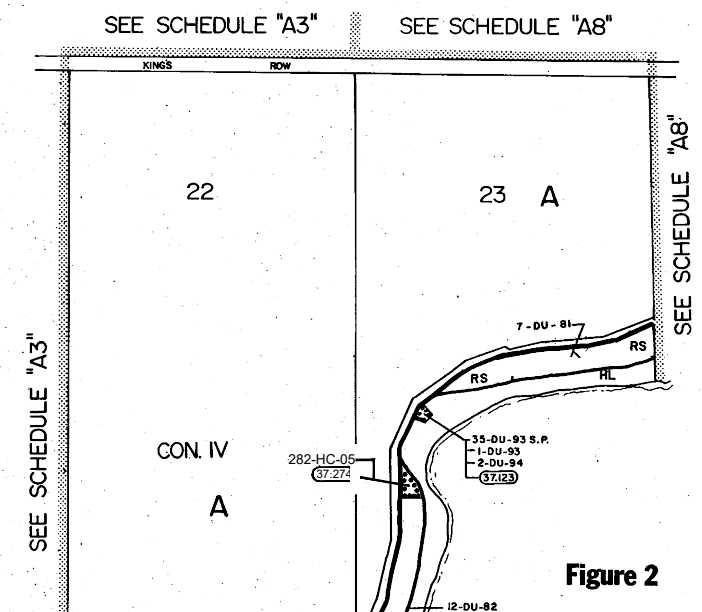 SEE SCHEDULE "A3"
SEE SCHEDULE "A8"
KING'S ROW
SEE SCHEDULE "A8"
22
23 A
7-DU-81
RS
RS
HL
SEE SCHEDULE "A3"
35-DU-93 S.P.
1-DU-93
2-DU-94
37.123
CON. IV
282-HC-05
37:274
A
Figure 2
12-DU-82